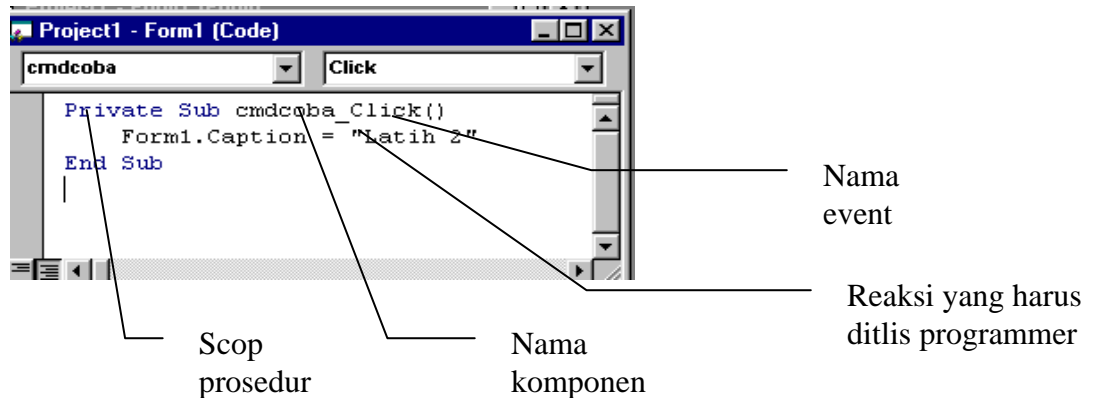 Project1 - Form1 (Code)
cmdcoba Click
Private Sub cmdcoba_Click()
Form1.Caption = "Latih 2"
End Sub
Nama
event
Reaksi yang harus
ditlis programmer
Scop
prosedur
Nama
komponen